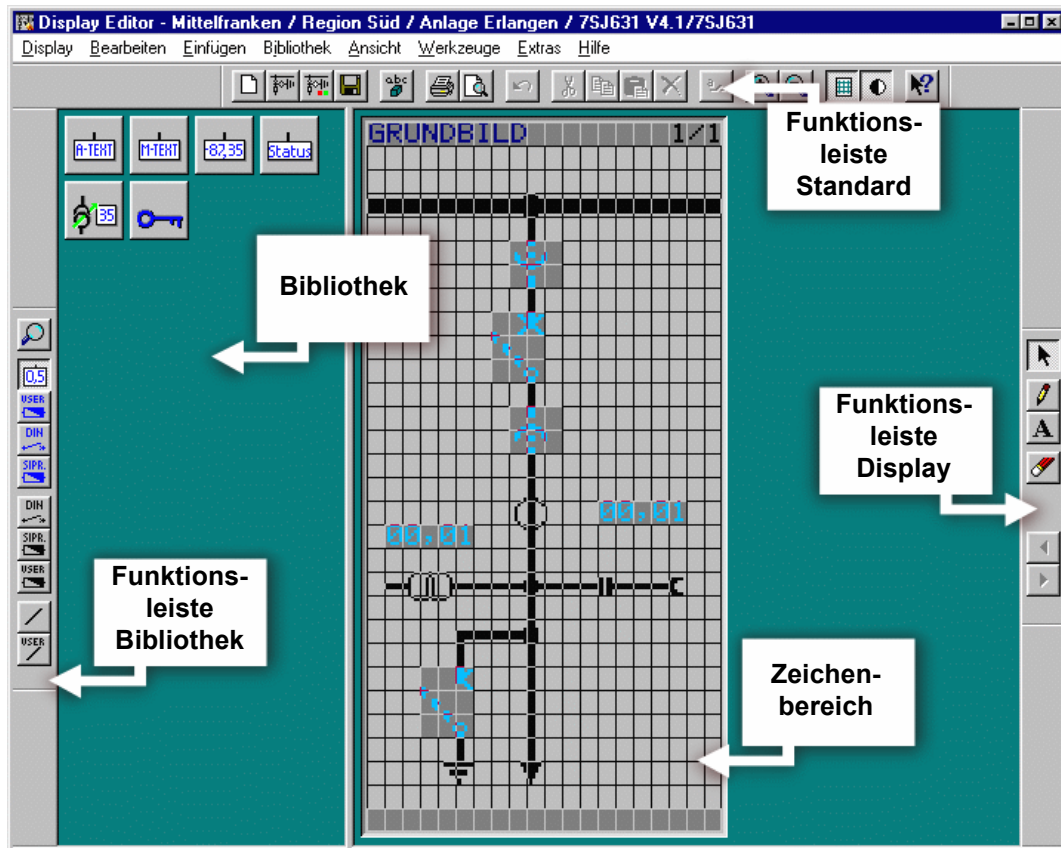 Display Editor - Mittelfranken / Region Süd / Anlage Erlangen / 7SJ631 V4.1/7SJ631
Display Bearbeiten Einfügen Bibliothek Ansicht Werkzeuge Extras Hilfe
abc
A-TEXT M-TEXT -87,35 Status
35
GRUNDBILD 1/1
Funktions-
leiste
Standard
Bibliothek
0,5
USER
DIN
SIPR.
DIN
SIPR.
USER
USER
A
Funktions-
leiste
Display
00,01
00,01
Funktions-
leiste
Bibliothek
Zeichen-
bereich